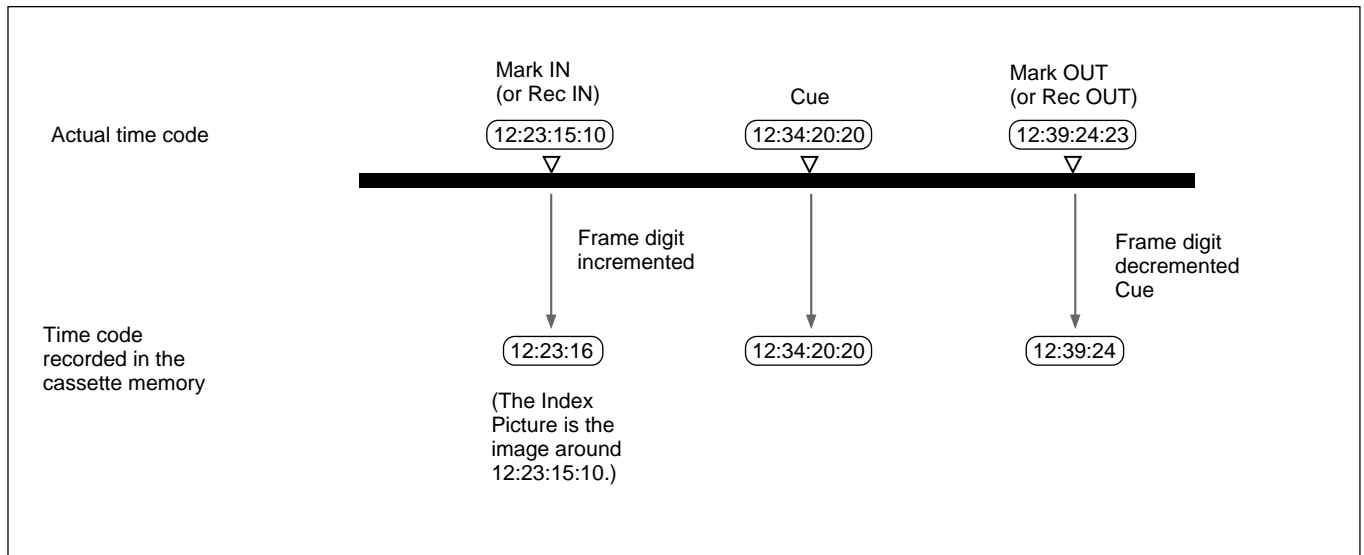 Mark IN
(or Rec IN)
Cue
Mark OUT
(or Rec OUT)
Actual time code
12:23:15:10
12:34:20:20
12:39:24:23
Frame digit
incremented
Frame digit
decremented
Cue
Time code
recorded in the
cassette memory
12:23:16
12:34:20:20
12:39:24
(The Index
Picture is the
image around
12:23:15:10.)